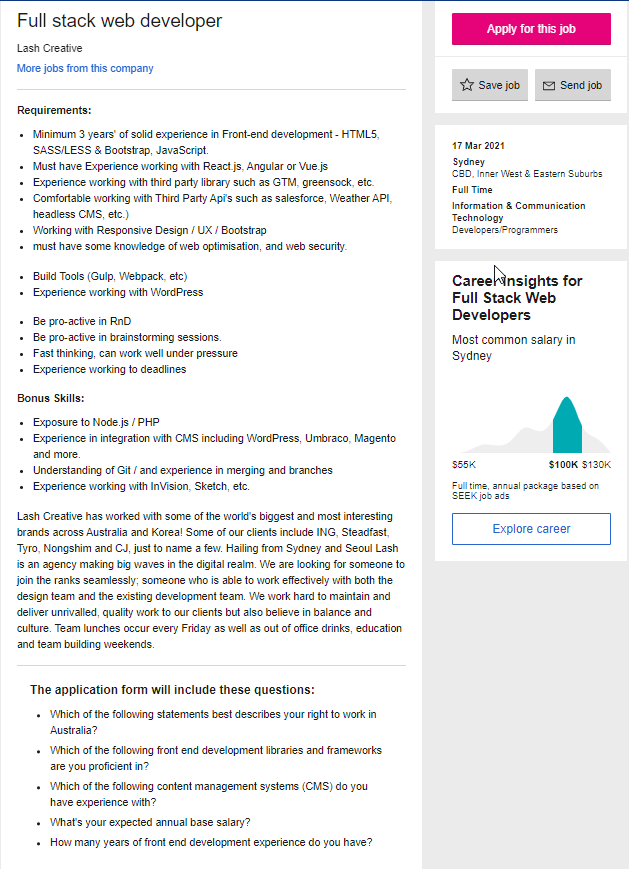 Full stack web developer
Lash Creative
More jobs from this company
Requirements:
Minimum 3 years' of solid experience in Front-end development - HTML5,
SASS/LESS & Bootstrap, JavaScript.
Must have Experience working with React.js, Angular or Vue.js
Experience working with third party library such as GTM, greensock, etc.
Comfortable working with Third Party Api's such as salesforce, Weather API,
headless CMS, etc.)
Working with Responsive Design / UX / Bootstrap
must have some knowledge of web optimisation, and web security.
Build Tools (Gulp, Webpack, etc)
Experience working with WordPress
Be pro-active in RnD
Be pro-active in brainstorming sessions.
Fast thinking, can work well under pressure
Experience working to deadlines
Bonus Skills:
Exposure to Node.js / PHP
Experience in integration with CMS including WordPress, Umbraco, Magento
and more.
Understanding of Git / and experience in merging and branches
Experience working with InVision, Sketch, etc.
Lash Creative has worked with some of the world's biggest and most interesting
brands across Australia and Korea! Some of our clients include ING, Steadfast,
Tyro, Nongshim and CJ, just to name a few. Hailing from Sydney and Seoul Lash
is an agency making big waves in the digital realm. We are looking for someone to
join the ranks seamlessly; someone who is able to work effectively with both the
design team and the existing development team. We work hard to maintain and
deliver unrivalled, quality work to our clients but also believe in balance and
culture. Team lunches occur every Friday as well as out of office drinks, education
and team building weekends.
The application form will include these questions:
Which of the following statements best describes your right to work in
Australia?
Which of the following front end development libraries and frameworks
are you proficient in?
Which of the following content management systems (CMS) do you
have experience with?
What's your expected annual base salary?
How many years of front end development experience do you have?
Apply for this job
Save job
Send job
17 Mar 2021
Sydney
CBD, Inner West & Eastern Suburbs
Full Time
Information & Communication
Technology
Developers/Programmers
Career Insights for
Full Stack Web
Developers
Most common salary in
Sydney
$55K $100K $130K
Full time, annual package based on
SEEK job ads
Explore career